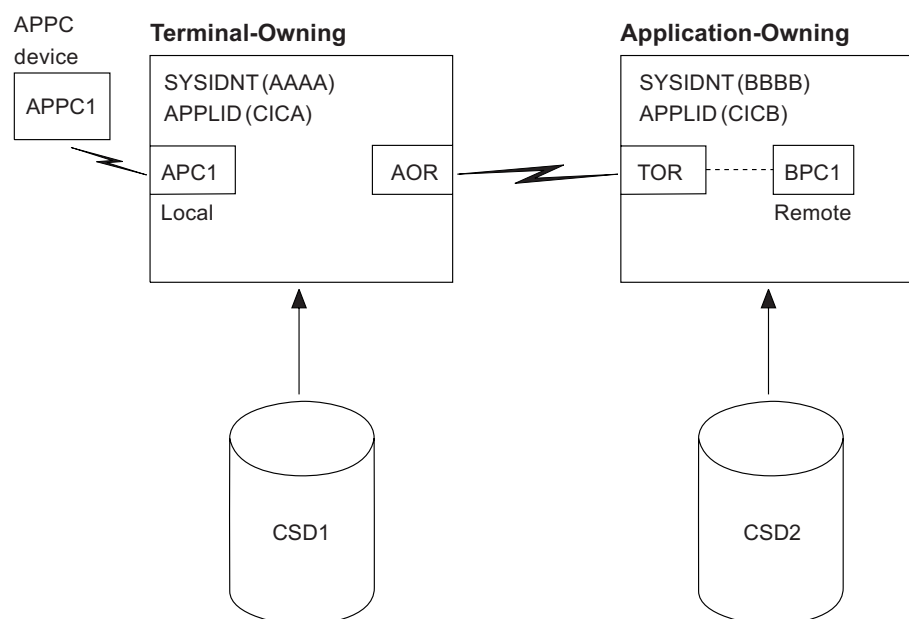 APPC
device
APPC1
Terminal-Owning
SYSIDNT(AAAA)
APPLID(CICA)
APC1
Local
AOR
Application-Owning
SYSIDNT(BBBB)
APPLID(CICB)
TOR
BPC1
Remote
CSD1
CSD2